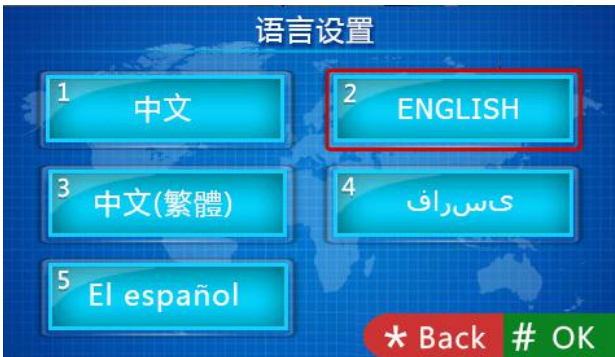 语言设置
1 中文
2 ENGLISH
3 中文(繁體)
4 یسراف
5 El español
* Back # OK